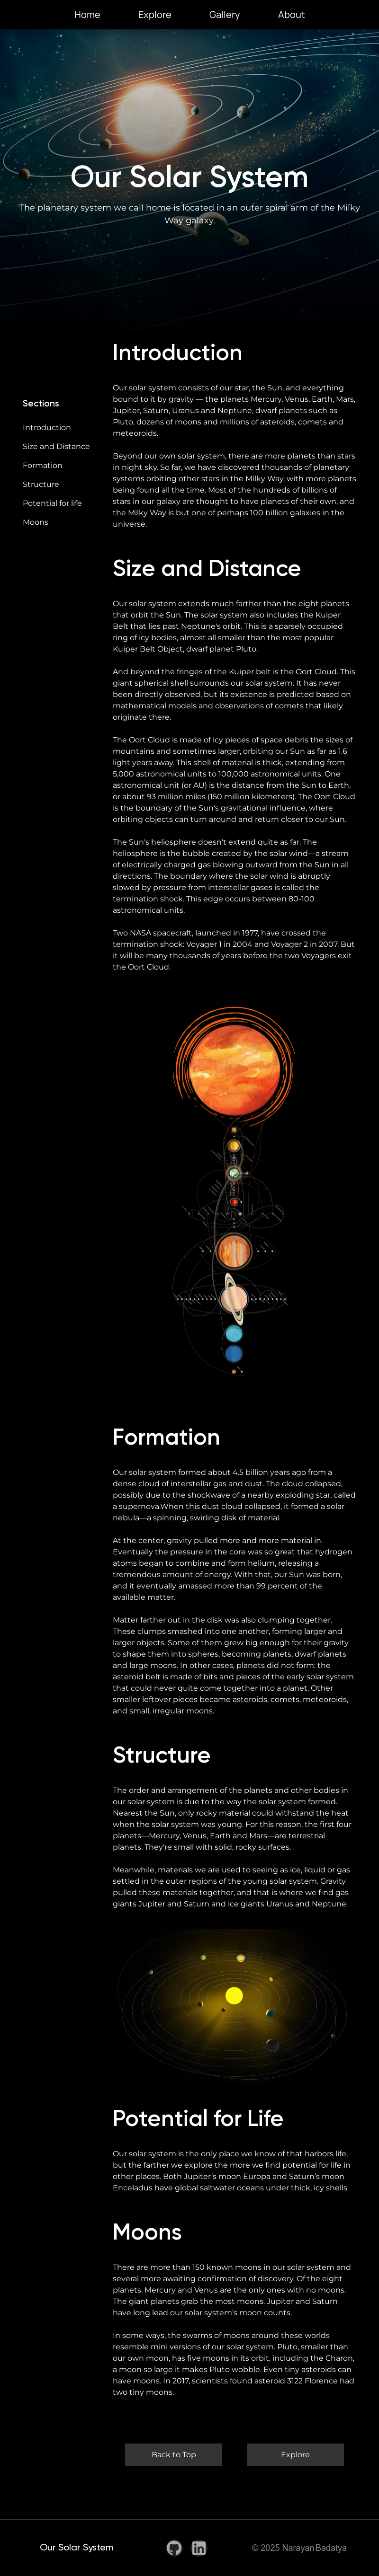 Home Explore Gallery About
Our Solar System
The planetary system we call home is located in an outer spiral arm of the Milky
Way galaxy.
Sections
Introduction
Size and Distance
Formation
Structure
Potential for life
Moons
Introduction
Our solar system consists of our star, the Sun, and everything
bound to it by gravity — the planets Mercury, Venus, Earth, Mars,
Jupiter, Saturn, Uranus and Neptune, dwarf planets such as
Pluto, dozens of moons and millions of asteroids, comets and
meteoroids.
Beyond our own solar system, there are more planets than stars
in night sky. So far, we have discovered thousands of planetary
systems orbiting other stars in the Milky Way, with more planets
being found all the time. Most of the hundreds of billions of
stars in our galaxy are thought to have planets of their own, and
the Milky Way is but one of perhaps 100 billion galaxies in the
universe.
Size and Distance
Our solar system extends much farther than the eight planets
that orbit the Sun. The solar system also includes the Kuiper
Belt that lies past Neptune's orbit. This is a sparsely occupied
ring of icy bodies, almost all smaller than the most popular
Kuiper Belt Object, dwarf planet Pluto.
And beyond the fringes of the Kuiper belt is the Oort Cloud. This
giant spherical shell surrounds our solar system. It has never
been directly observed, but its existence is predicted based on
mathematical models and observations of comets that likely
originate there.
The Oort Cloud is made of icy pieces of space debris the sizes of
mountains and sometimes larger, orbiting our Sun as far as 1.6
light years away. This shell of material is thick, extending from
5,000 astronomical units to 100,000 astronomical units. One
astronomical unit (or AU) is the distance from the Sun to Earth,
or about 93 million miles (150 million kilometers). The Oort Cloud
is the boundary of the Sun's gravitational influence, where
orbiting objects can turn around and return closer to our Sun.
The Sun's heliosphere doesn't extend quite as far. The
heliosphere is the bubble created by the solar wind—a stream
of electrically charged gas blowing outward from the Sun in all
directions. The boundary where the solar wind is abruptly
slowed by pressure from interstellar gases is called the
termination shock. This edge occurs between 80-100
astronomical units.
Two NASA spacecraft, launched in 1977, have crossed the
termination shock: Voyager 1 in 2004 and Voyager 2 in 2007. But
it will be many thousands of years before the two Voyagers exit
the Oort Cloud.
Formation
Our solar system formed about 4.5 billion years ago from a
dense cloud of interstellar gas and dust. The cloud collapsed,
possibly due to the shockwave of a nearby exploding star, called
a supernova.When this dust cloud collapsed, it formed a solar
nebula—a spinning, swirling disk of material.
At the center, gravity pulled more and more material in.
Eventually the pressure in the core was so great that hydrogen
atoms began to combine and form helium, releasing a
tremendous amount of energy. With that, our Sun was born,
and it eventually amassed more than 99 percent of the
available matter.
Matter farther out in the disk was also clumping together.
These clumps smashed into one another, forming larger and
larger objects. Some of them grew big enough for their gravity
to shape them into spheres, becoming planets, dwarf planets
and large moons. In other cases, planets did not form: the
asteroid belt is made of bits and pieces of the early solar system
that could never quite come together into a planet. Other
smaller leftover pieces became asteroids, comets, meteoroids,
and small, irregular moons.
Structure
The order and arrangement of the planets and other bodies in
our solar system is due to the way the solar system formed.
Nearest the Sun, only rocky material could withstand the heat
when the solar system was young. For this reason, the first four
planets—Mercury, Venus, Earth and Mars—are terrestrial
planets. They're small with solid, rocky surfaces.
Meanwhile, materials we are used to seeing as ice, liquid or gas
settled in the outer regions of the young solar system. Gravity
pulled these materials together, and that is where we find gas
giants Jupiter and Saturn and ice giants Uranus and Neptune.
Potential for Life
Our solar system is the only place we know of that harbors life,
but the farther we explore the more we find potential for life in
other places. Both Jupiter's moon Europa and Saturn's moon
Enceladus have global saltwater oceans under thick, icy shells.
Moons
There are more than 150 known moons in our solar system and
several more awaiting confirmation of discovery. Of the eight
planets, Mercury and Venus are the only ones with no moons.
The giant planets grab the most moons. Jupiter and Saturn
have long lead our solar system's moon counts.
In some ways, the swarms of moons around these worlds
resemble mini versions of our solar system. Pluto, smaller than
our own moon, has five moons in its orbit, including the Charon,
a moon so large it makes Pluto wobble. Even tiny asteroids can
have moons. In 2017, scientists found asteroid 3122 Florence had
two tiny moons.
Back to Top Explore
Our Solar System © 2025 Narayan Badatya